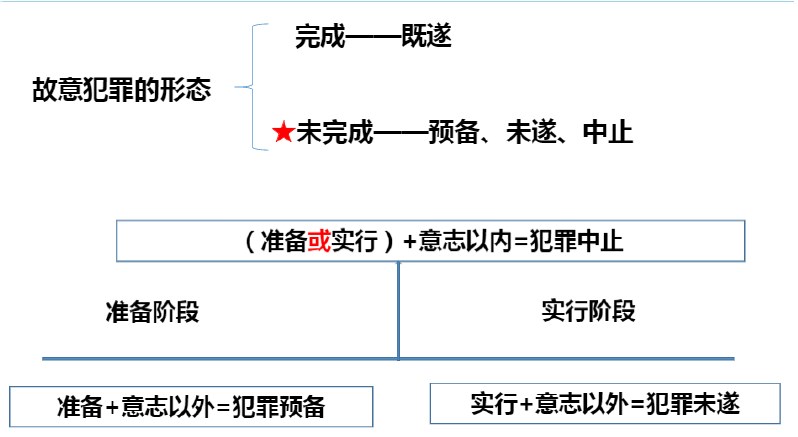 完成——既遂
故意犯罪的形态
★未完成——预备、未遂、中止
（准备或实行）+意志以内=犯罪中止
准备阶段
实行阶段
准备+意志以外=犯罪预备
实行+意志以外=犯罪未遂